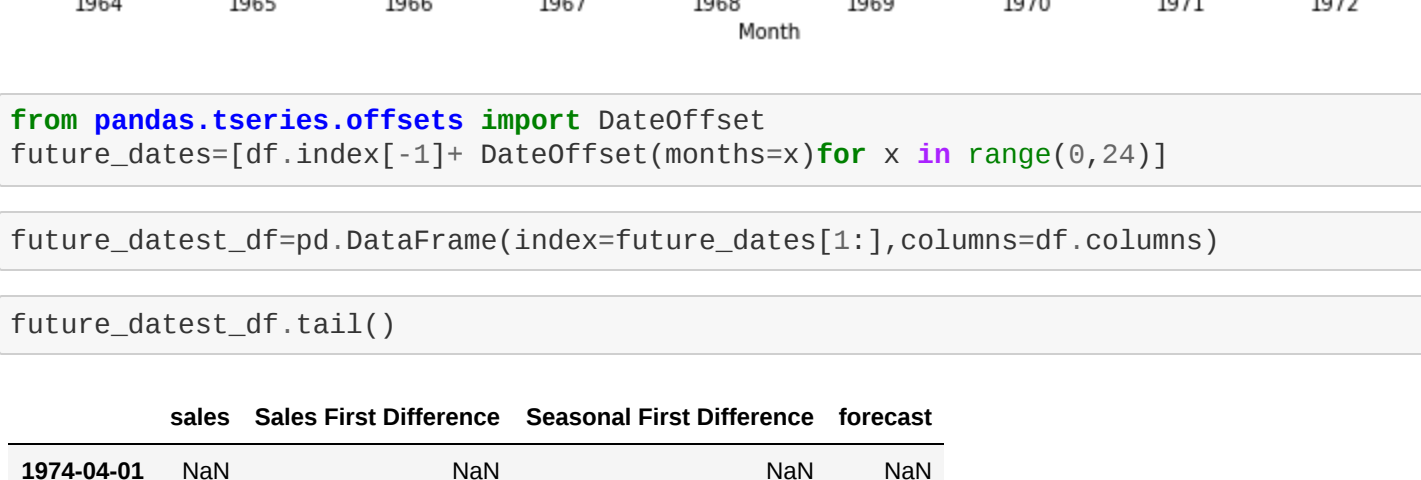 1964 1965 1966 1967 1968 1969 1970 1971 1972
Month
from pandas.tseries.offsets import DateOffset
future_dates=[df.index[-1]+ DateOffset(months=x)for x in range(0,24)]
future_datest_df=pd.DataFrame(index=future_dates[1:],columns=df.columns)
future_datest_df.tail()
sales Sales First Difference Seasonal First Difference forecast
1974-04-01 NaN NaN NaN NaN